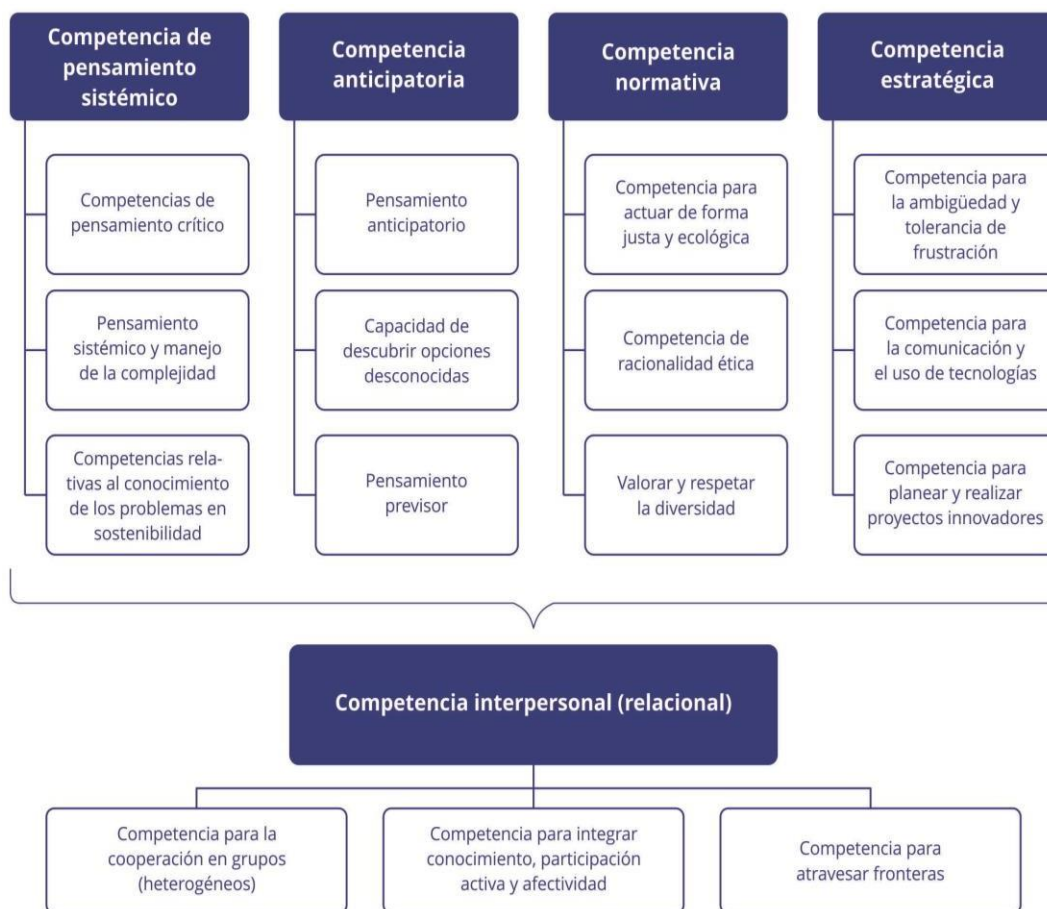 Competencia de
pensamiento
sistémico
Competencias de
pensamiento crítico
Pensamiento
sistémico y manejo
de la complejidad
Competencias rela-
tivas al conocimiento
de los problemas en
sostenibilidad
Competencia
anticipatoria
Pensamiento
anticipatorio
Capacidad de
descubrir opciones
desconocidas
Pensamiento
previsor
Competencia
normativa
Competencia para
actuar de forma
justa y ecológica
Competencia de
racionalidad ética
Valorar y respetar
la diversidad
Competencia
estratégica
Competencia para
la ambigüedad y
tolerancia de
frustración
Competencia para
la comunicación y
el uso de tecnologías
Competencia para
planear y realizar
proyectos innovadores
Competencia interpersonal (relacional)
Competencia para la
cooperación en grupos
(heterogéneos)
Competencia para integrar
conocimiento, participación
activa y afectividad
Competencia para
atravesar fronteras